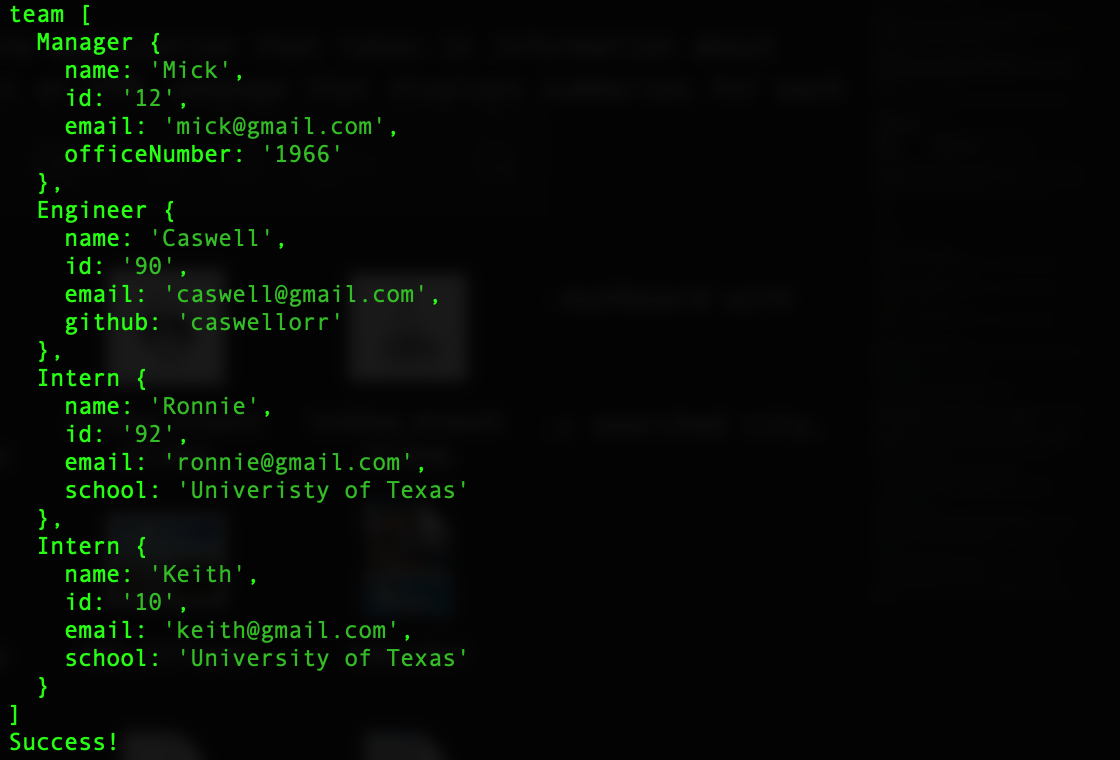 team [
  Manager {
    name: 'Mick',
    id: '12',
    email: 'mick@gmail.com',
    officeNumber: '1966'
  },
  Engineer {
    name: 'Caswell',
    id: '90',
    email: 'caswell@gmail.com',
    github: 'caswellorr'
  },
  Intern {
    name: 'Ronnie',
    id: '92',
    email: 'ronnie@gmail.com',
    school: 'Univeristy of Texas'
  },
  Intern {
    name: 'Keith',
    id: '10',
    email: 'keith@gmail.com',
    school: 'University of Texas'
  }
]
Success!